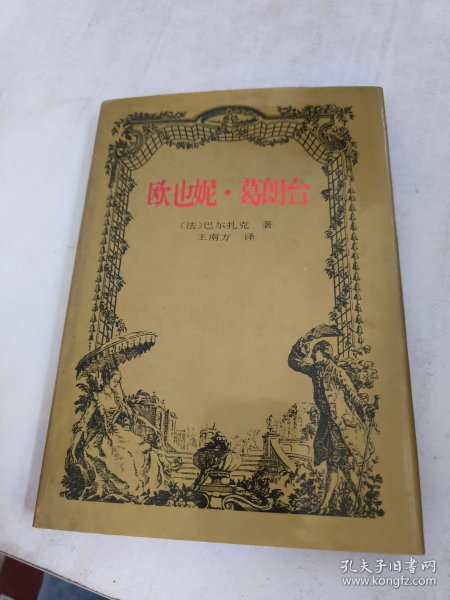 欧也妮·葛朗台
〔法〕巴尔扎克 著
王南方 译
孔夫子旧书网
www.kongfz.com